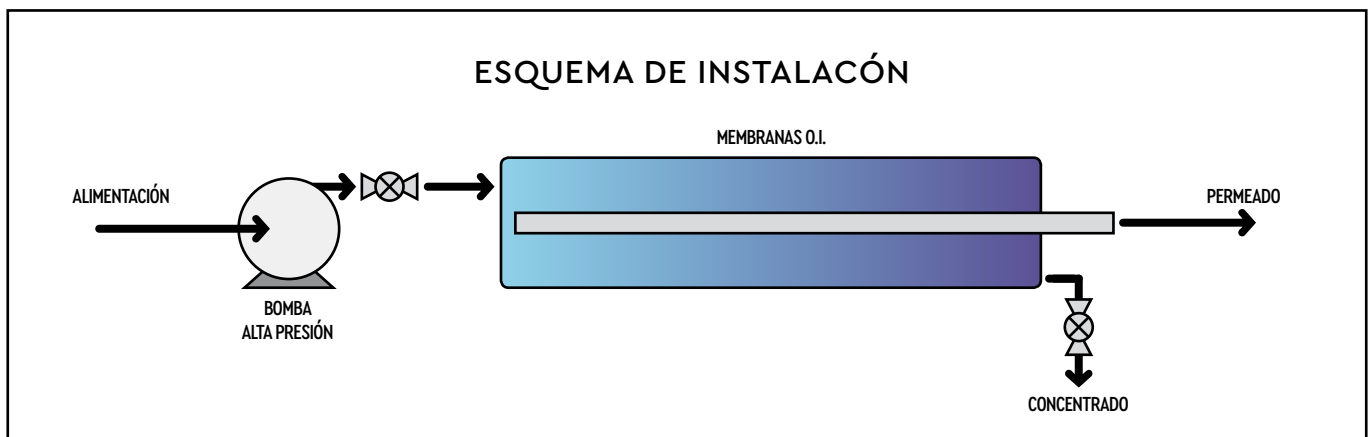 ESQUEMA DE INSTALACÓN
MEMBRANAS O.I.
ALIMENTACIÓN
PERMEADO
BOMBA
ALTA PRESIÓN
CONCENTRADO